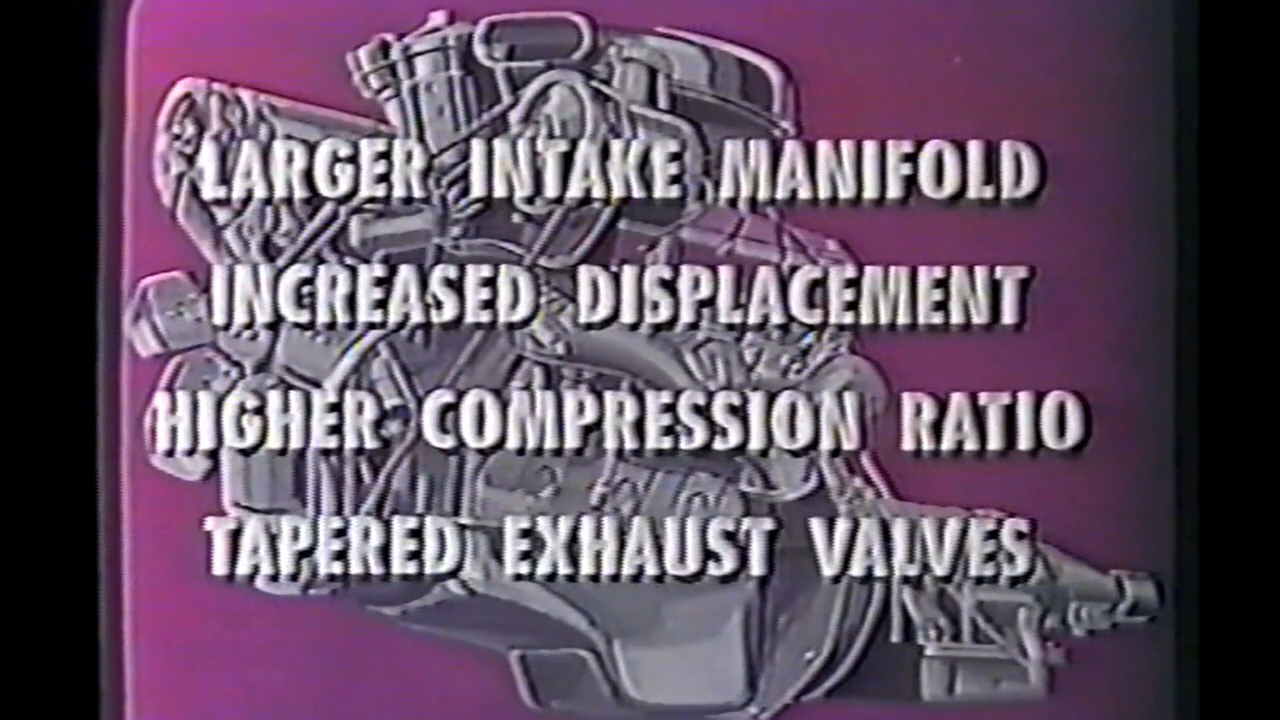 LARGER INTAKE MANIFOLD
INCREASED DISPLACEMENT
HIGHER COMPRESSION RATIO
TAPERED EXHAUST VALVES